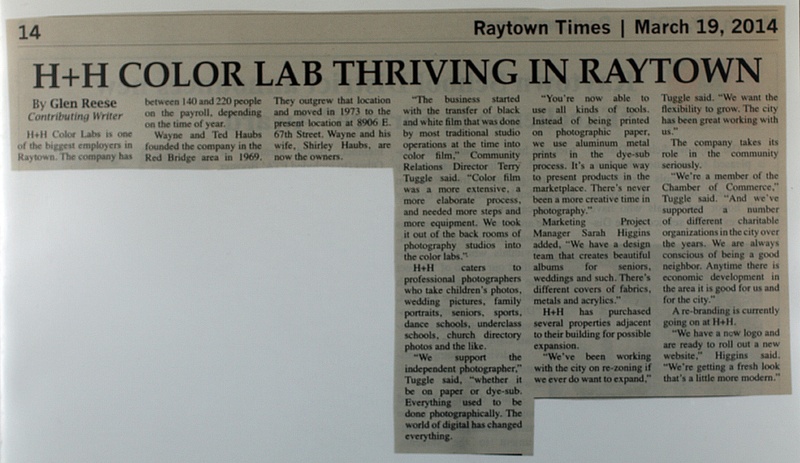 14
Raytown Times | March 19, 2014
H+H COLOR LAB THRIVING IN RAYTOWN
By Glen Reese
Contributing Writer
H+H Color Labs is one
of the biggest employers in
Raytown. The company has
between 140 and 220 people
on the payroll, depending
on the time of year.
Wayne and Ted Haubs
founded the company in the
Red Bridge area in 1969.
They outgrew that location
and moved in 1973 to the
present location at 8906 E.
67th Street. Wayne and his
wife, Shirley Haubs, are
now the owners.
"The business started
with the transfer of black
and white film that was done
by most traditional studio
operations at the time into
color film," Community
Relations Director Terry
Tuggle said. "Color film
was a more extensive, a
more elaborate process,
and needed more steps and
more equipment. We took
it out of the back rooms of
photography studios into
the color labs."
H+H caters to
professional photographers
who take children's photos,
wedding pictures, family
portraits, seniors, sports,
dance schools, underclass
schools, church directory
photos and the like.
"We support the
independent photographer,"
Tuggle said, "whether it
be on paper or dye-sub.
Everything used to be
done photographically. The
world of digital has changed
everything.
"You're now able to
use all kinds of tools.
Instead of being printed
on photographic paper,
we use aluminum metal
prints in the dye-sub
process. It's a unique way
to present products in the
marketplace. There's never
been a more creative time in
photography."
Marketing Project
Manager Sarah Higgins
added, "We have a design
team that creates beautiful
albums for seniors,
weddings and such. There's
different covers of fabrics,
metals and acrylics."
H+H has purchased
several properties adjacent
to their building for possible
expansion.
"We've been working
with the city on re-zoning if
we ever do want to expand,"
Tuggle said. "We want the
flexibility to grow. The city
has been great working with
us."
The company takes its
role in the community
seriously.
"We're a member of the
Chamber of Commerce,"
Tuggle said. "And we've
supported a number
of different charitable
organizations in the city over
the years. We are always
conscious of being a good
neighbor. Anytime there is
economic development in
the area it is good for us and
for the city."
A re-branding is currently
going on at H+H.
"We have a new logo and
are ready to roll out a new
website," Higgins said.
"We're getting a fresh look
that's a little more modern."